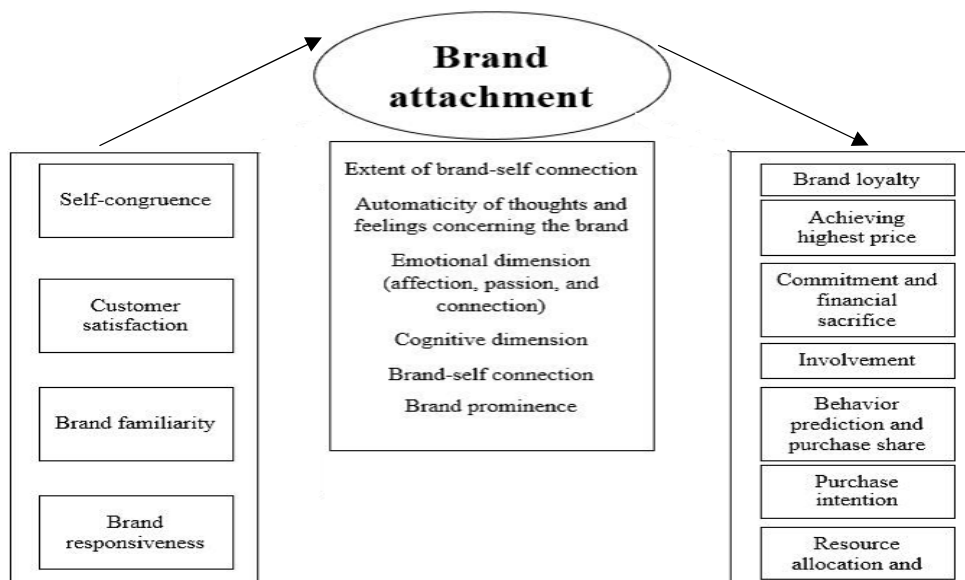 Brand
attachment
Self-congruence
Customer
satisfaction
Brand familiarity
Brand
responsiveness
Extent of brand-self connection
Automaticity of thoughts and
feelings concerning the brand
Emotional dimension
(affection, passion, and
connection)
Cognitive dimension
Brand-self connection
Brand prominence
Brand loyalty
Achieving
highest price
Commitment and
financial
sacrifice
Involvement
Behavior
prediction and
purchase share
Purchase
intention
Resource
allocation and